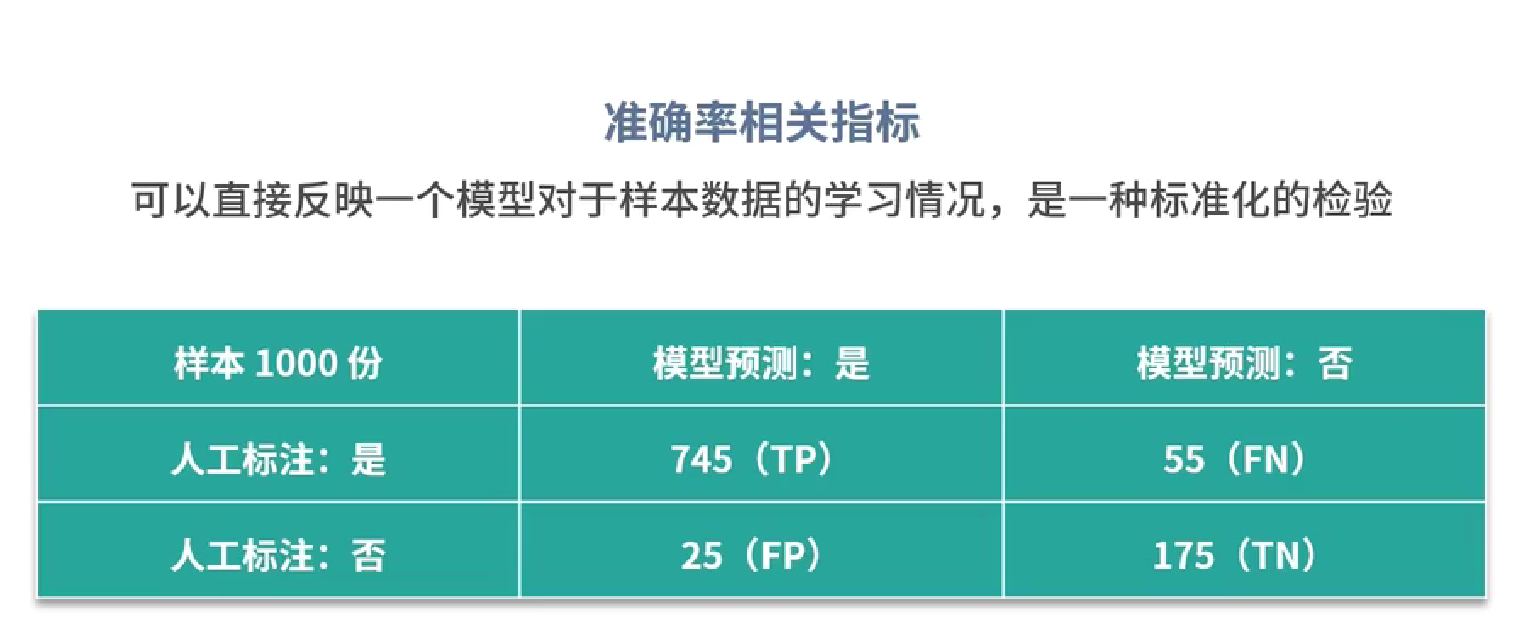 准确率相关指标
可以直接反映一个模型对于样本数据的学习情况，是一种标准化的检验
样本 1000 份 模型预测：是 模型预测：否
人工标注：是 745（TP） 55（FN）
人工标注：否 25（FP） 175（TN）